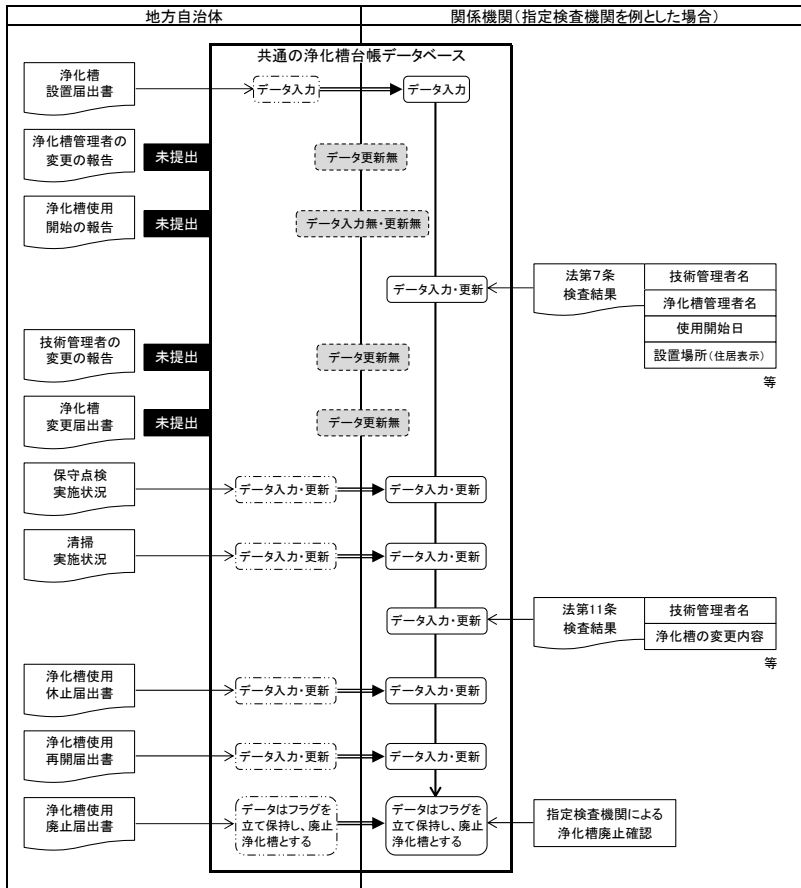 地方自治体
関係機関(指定検査機関を例とした場合)
共通の浄化槽台帳データベース
浄化槽
設置届出書
データ入力
データ入力
浄化槽管理者の
変更の報告
未提出
データ更新無
浄化槽使用
開始の報告
未提出
データ入力無・更新無
データ入力・更新
法第7条
検査結果
技術管理者名
浄化槽管理者名
使用開始日
設置場所(住居表示)
等
技術管理者の
変更の報告
未提出
データ更新無
浄化槽
変更届出書
未提出
データ更新無
保守点検
実施状況
データ入力・更新
データ入力・更新
清掃
実施状況
データ入力・更新
データ入力・更新
データ入力・更新
法第11条
検査結果
技術管理者名
浄化槽の変更内容
等
浄化槽使用
休止届出書
データ入力・更新
データ入力・更新
浄化槽使用
再開届出書
データ入力・更新
データ入力・更新
浄化槽使用
廃止届出書
データはフラグを
立て保持し、廃止
浄化槽とする
データはフラグを
立て保持し、廃止
浄化槽とする
指定検査機関による
浄化槽廃止確認